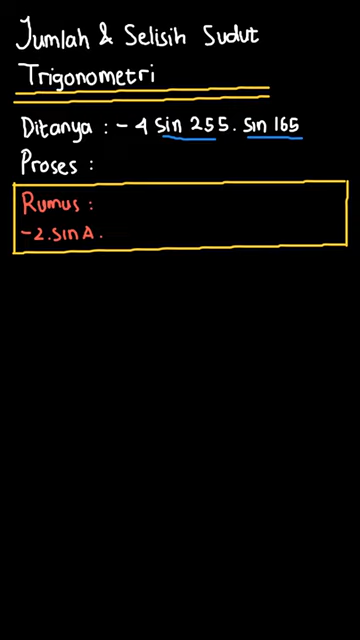 Jumlah & Selisih Sudut
Trigonometri
Ditanya : - 4 Sin 255 . Sin 165
Proses :
Rumus :
-2. sin A .